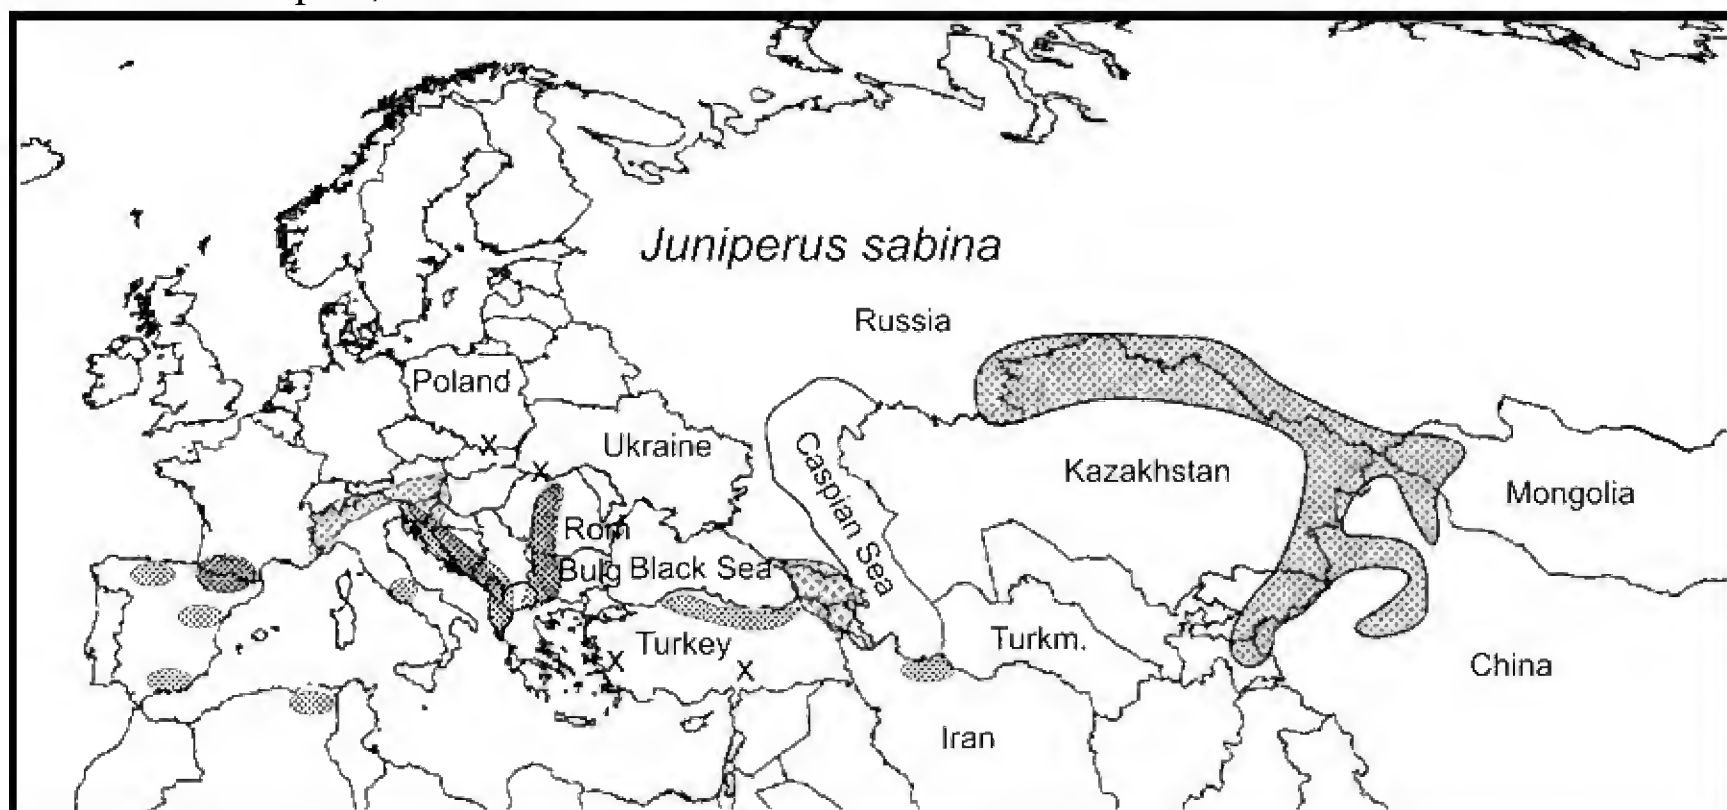 Juniperus sabina
Russia
Poland
Ukraine
X
X
Kazakhstan
Mongolia
Caspian Sea
Rom
Bulg
Black Sea
Turkey
X
X
Turkm.
China
Iran